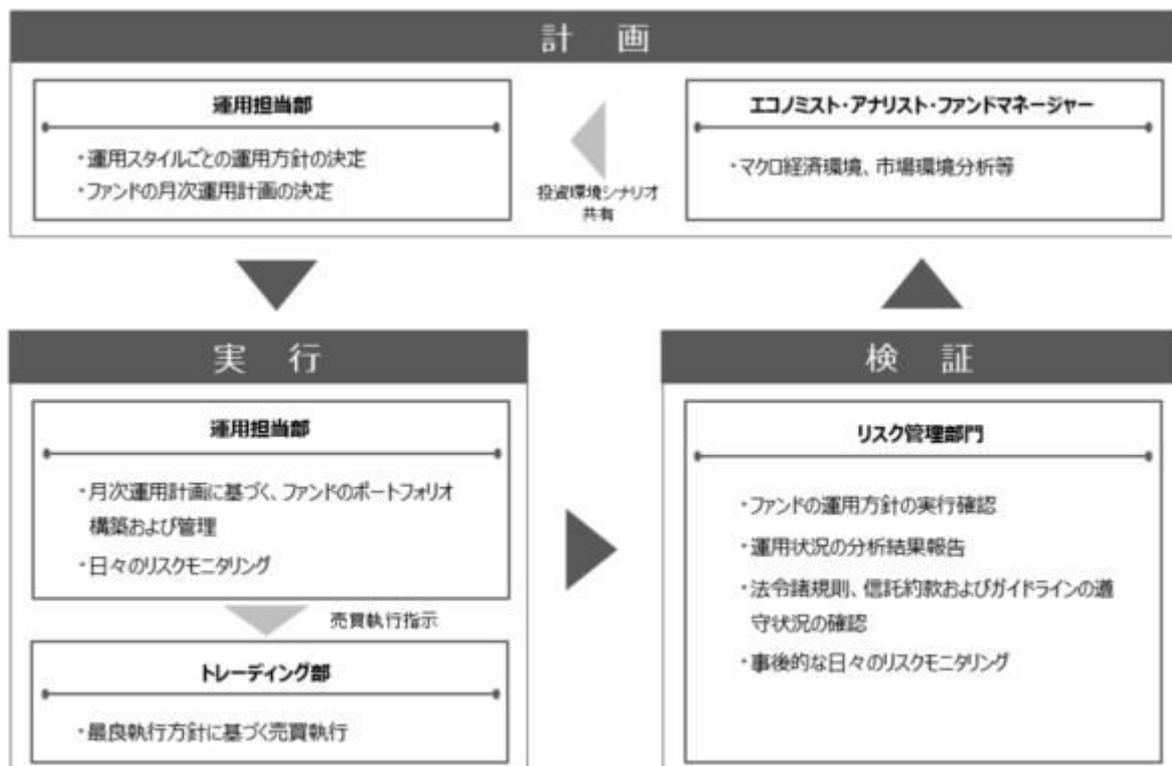 計 画
運用担当部
・運用スタイルごとの運用方針の決定
・ファンドの月次運用計画の決定
投資環境シナリオ
共有
エコノミスト・アナリスト・ファンドマネージャー
・マクロ経済環境、市場環境分析等
実 行
運用担当部
・月次運用計画に基づく、ファンドのポートフォリオ
構築および管理
・日々のリスクモニタリング
売買執行指示
トレーディング部
・最良執行方針に基づく売買執行
検 証
リスク管理部門
・ファンドの運用方針の実行確認
・運用状況の分析結果報告
・法令諸規則、信託約款およびガイドラインの遵
守状況の確認
・事後的な日々のリスクモニタリング